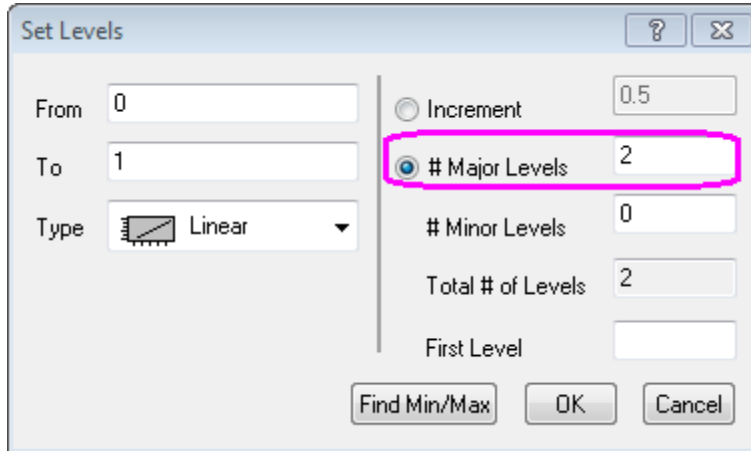 Set Levels
From 0
To 1
Type Linear
Increment 0.5
# Major Levels 2
# Minor Levels 0
Total # of Levels 2
First Level
Find Min/Max OK Cancel